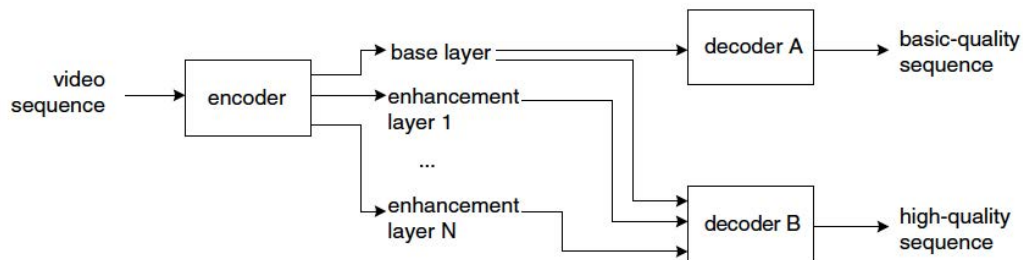 video
sequence
encoder
base layer
enhancement
layer 1
...
enhancement
layer N
decoder A
basic-quality
sequence
decoder B
high-quality
sequence